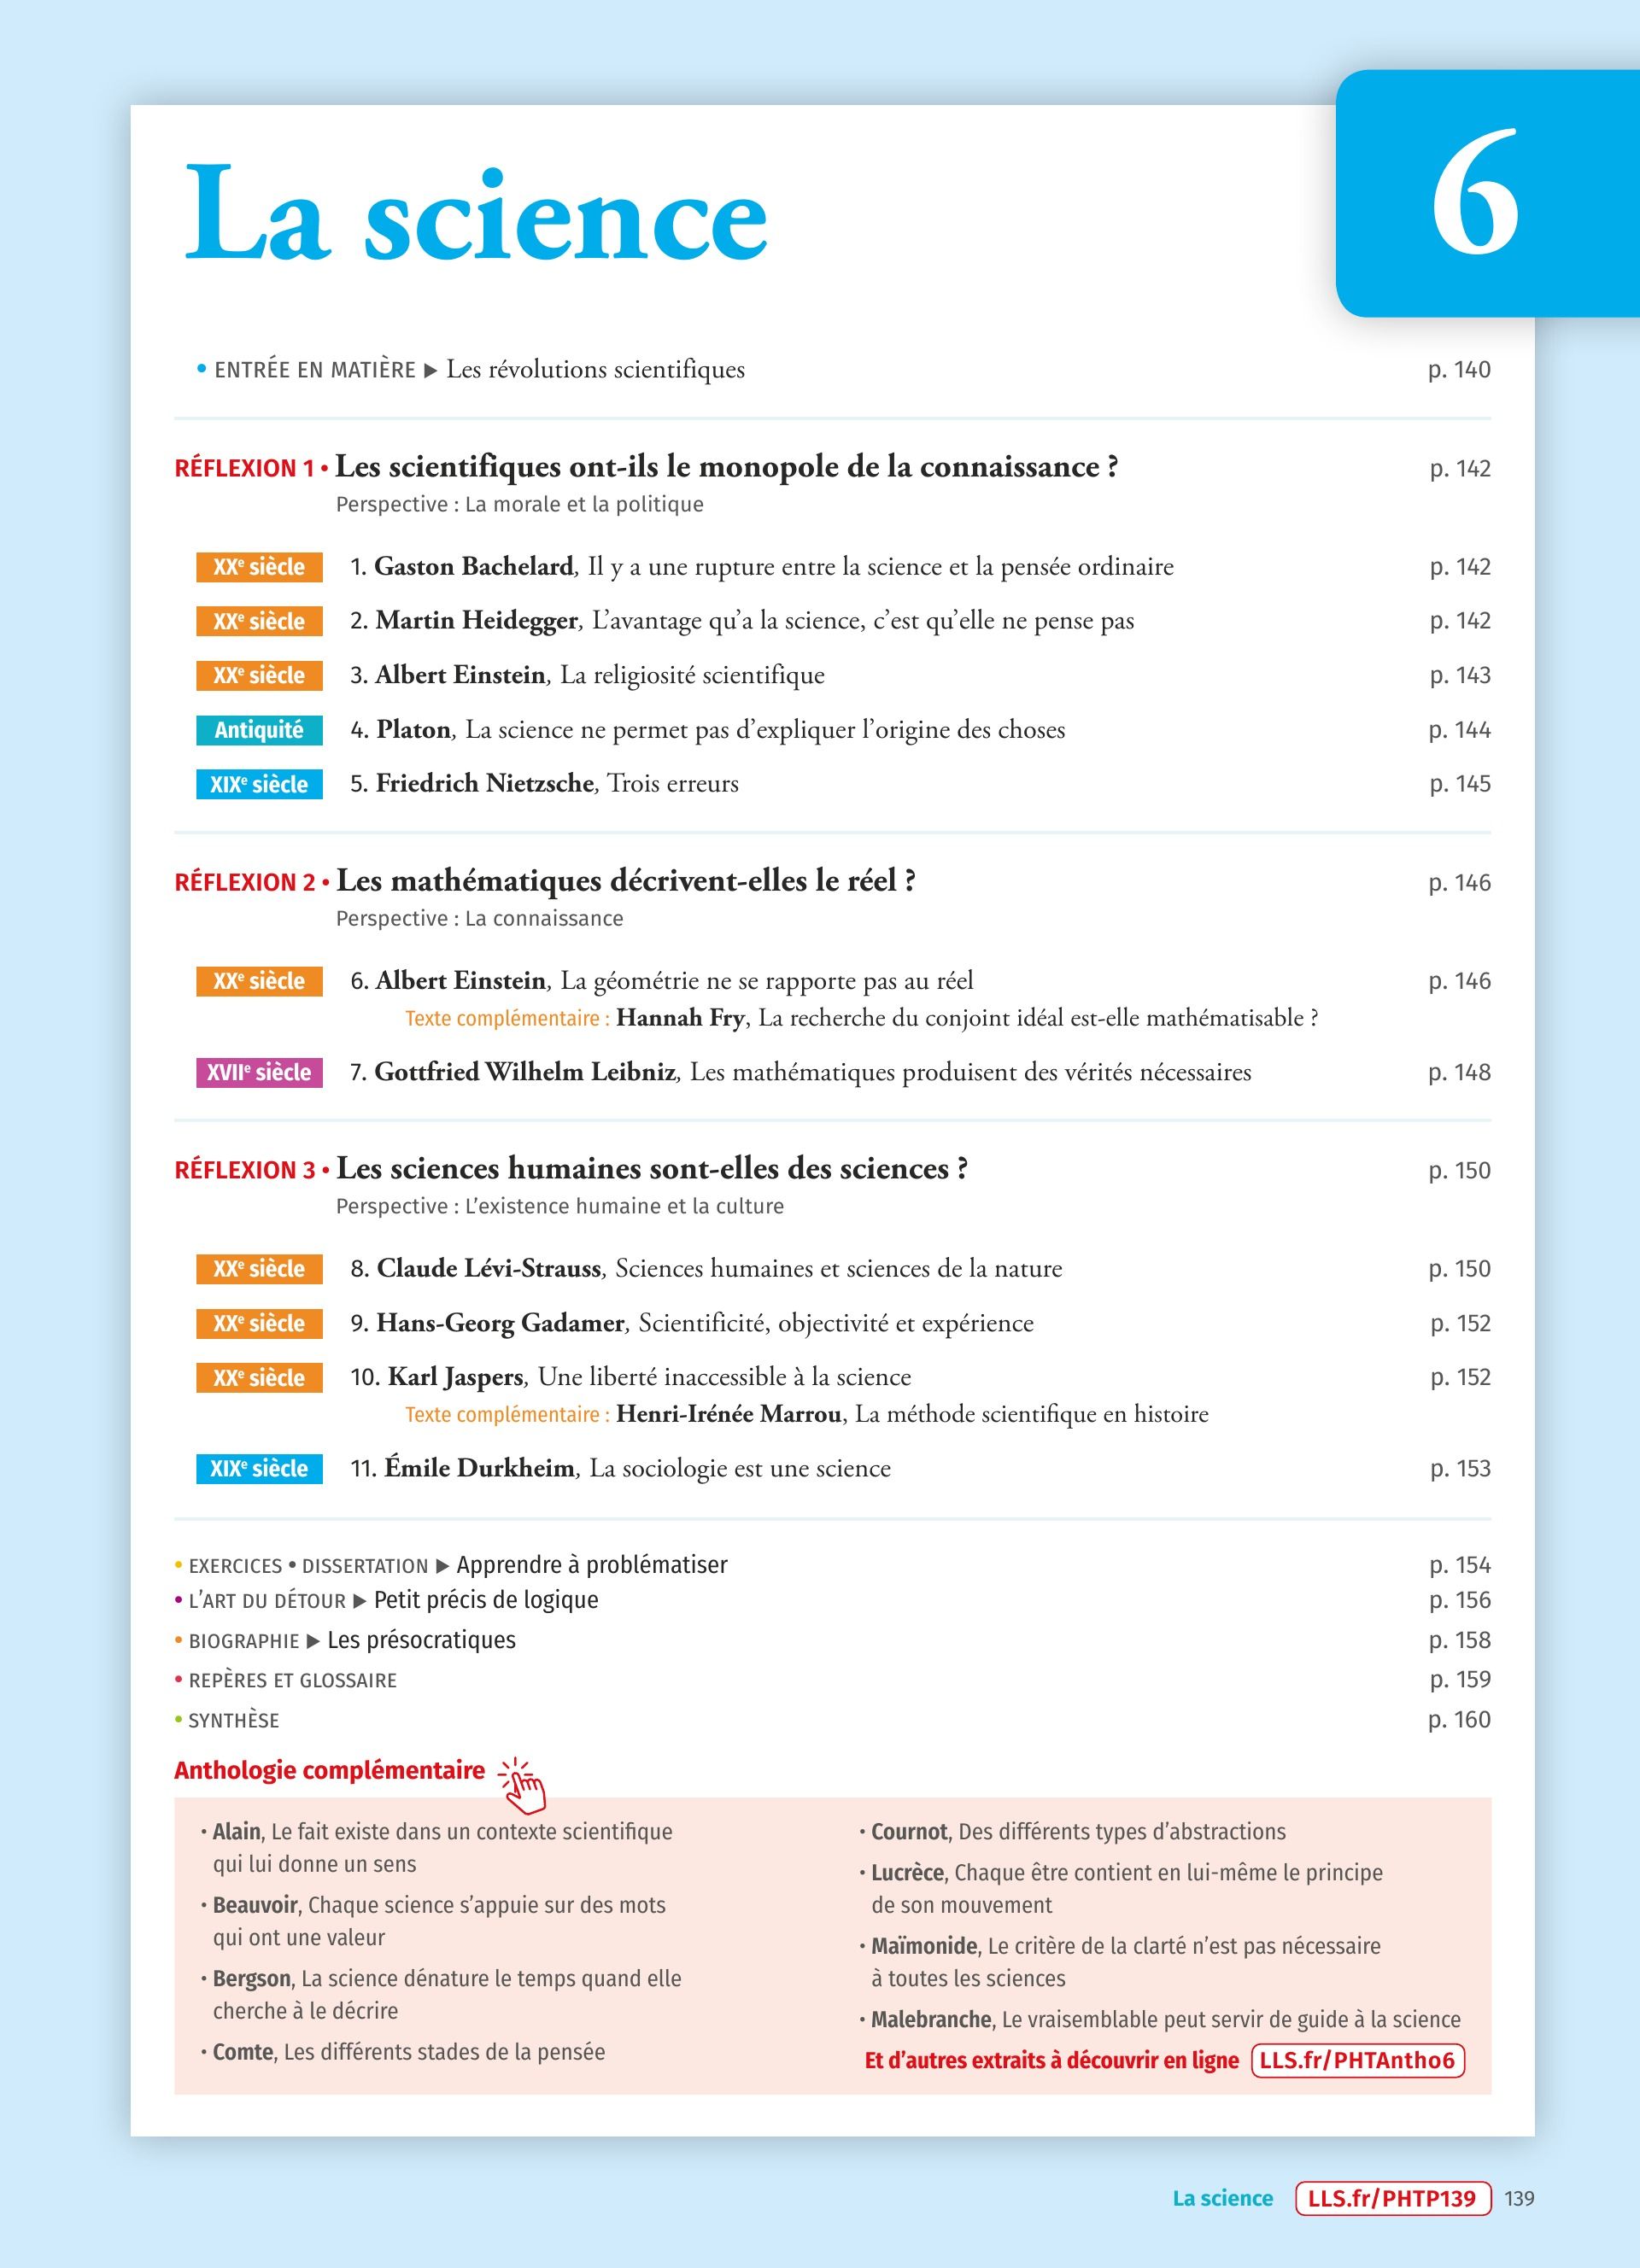 La science
6
• ENTRÉE EN MATIÈRE ▶ Les révolutions scientifiques p. 140
RÉFLEXION 1 • Les scientifiques ont-ils le monopole de la connaissance ? p. 142
Perspective : La morale et la politique
XXe siècle 1. Gaston Bachelard, Il y a une rupture entre la science et la pensée ordinaire p. 142
XXe siècle 2. Martin Heidegger, L’avantage qu’a la science, c’est qu’elle ne pense pas p. 142
XXe siècle 3. Albert Einstein, La religiosité scientifique p. 143
Antiquité 4. Platon, La science ne permet pas d’expliquer l’origine des choses p. 144
XIXe siècle 5. Friedrich Nietzsche, Trois erreurs p. 145
RÉFLEXION 2 • Les mathématiques décrivent-elles le réel ? p. 146
Perspective : La connaissance
XXe siècle 6. Albert Einstein, La géométrie ne se rapporte pas au réel p. 146
Texte complémentaire : Hannah Fry, La recherche du conjoint idéal est-elle mathématisable ?
XVIIe siècle 7. Gottfried Wilhelm Leibniz, Les mathématiques produisent des vérités nécessaires p. 148
RÉFLEXION 3 • Les sciences humaines sont-elles des sciences ? p. 150
Perspective : L’existence humaine et la culture
XXe siècle 8. Claude Lévi-Strauss, Sciences humaines et sciences de la nature p. 150
XXe siècle 9. Hans-Georg Gadamer, Scientificité, objectivité et expérience p. 152
XXe siècle 10. Karl Jaspers, Une liberté inaccessible à la science p. 152
Texte complémentaire : Henri-Irénée Marrou, La méthode scientifique en histoire
XIXe siècle 11. Émile Durkheim, La sociologie est une science p. 153
• EXERCICES • DISSERTATION ▶ Apprendre à problématiser p. 154
• L’ART DU DÉTOUR ▶ Petit précis de logique p. 156
• BIOGRAPHIE ▶ Les présocratiques p. 158
• REPÈRES ET GLOSSAIRE p. 159
• SYNTHÈSE p. 160
Anthologie complémentaire
• Alain, Le fait existe dans un contexte scientifique
qui lui donne un sens
• Beauvoir, Chaque science s’appuie sur des mots
qui ont une valeur
• Bergson, La science dénature le temps quand elle
cherche à le décrire
• Comte, Les différents stades de la pensée
• Cournot, Des différents types d’abstractions
• Lucrèce, Chaque être contient en lui-même le principe
de son mouvement
• Maïmonide, Le critère de la clarté n’est pas nécessaire
à toutes les sciences
• Malebranche, Le vraisemblable peut servir de guide à la science
Et d’autres extraits à découvrir en ligne LLS.fr/PHTAntho6
La science LLS.fr/PHTP139 139